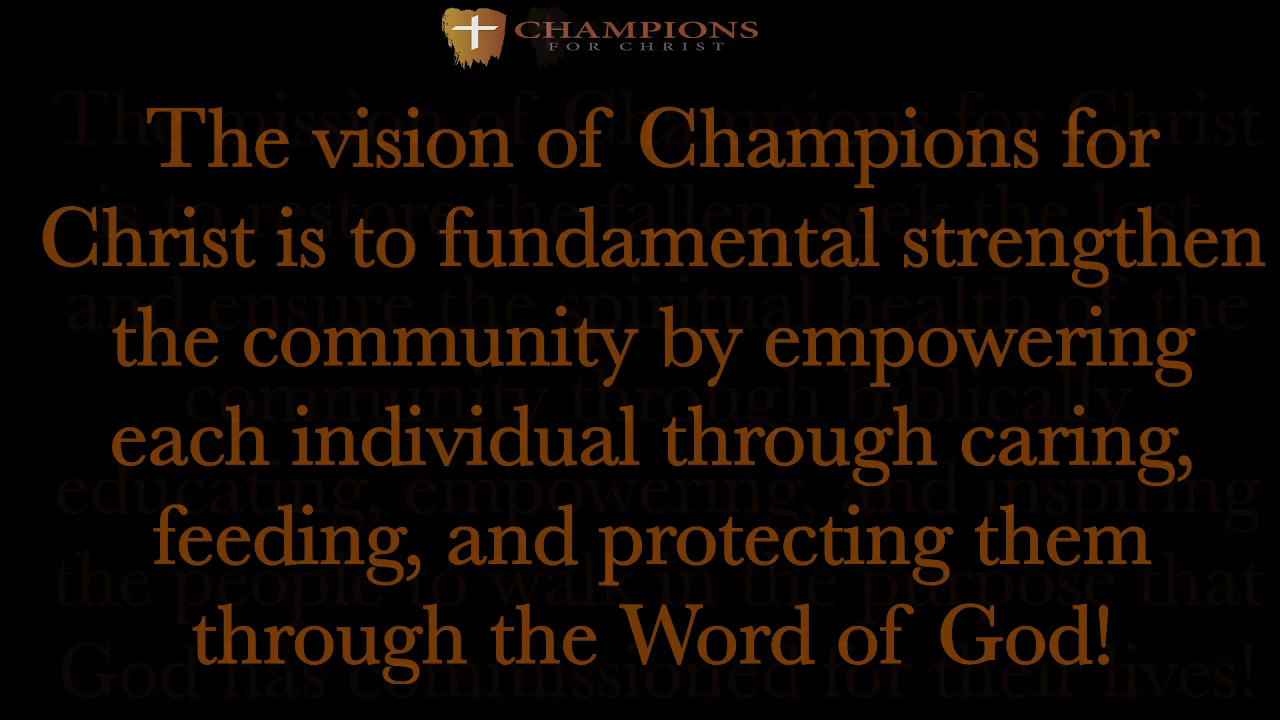 CHAMPIONS
FOR CHRIST
The vision of Champions for
Christ is to fundamental strengthen
the community by empowering
each individual through caring,
feeding, and protecting them
through the Word of God!
The mission of Champions for Christ
is to restore the fallen, seek the lost
and ensure the spiritual health of the
community through biblically
educating, empowering, and inspiring
the people to walk in the purpose that
God has commissioned for their lives!